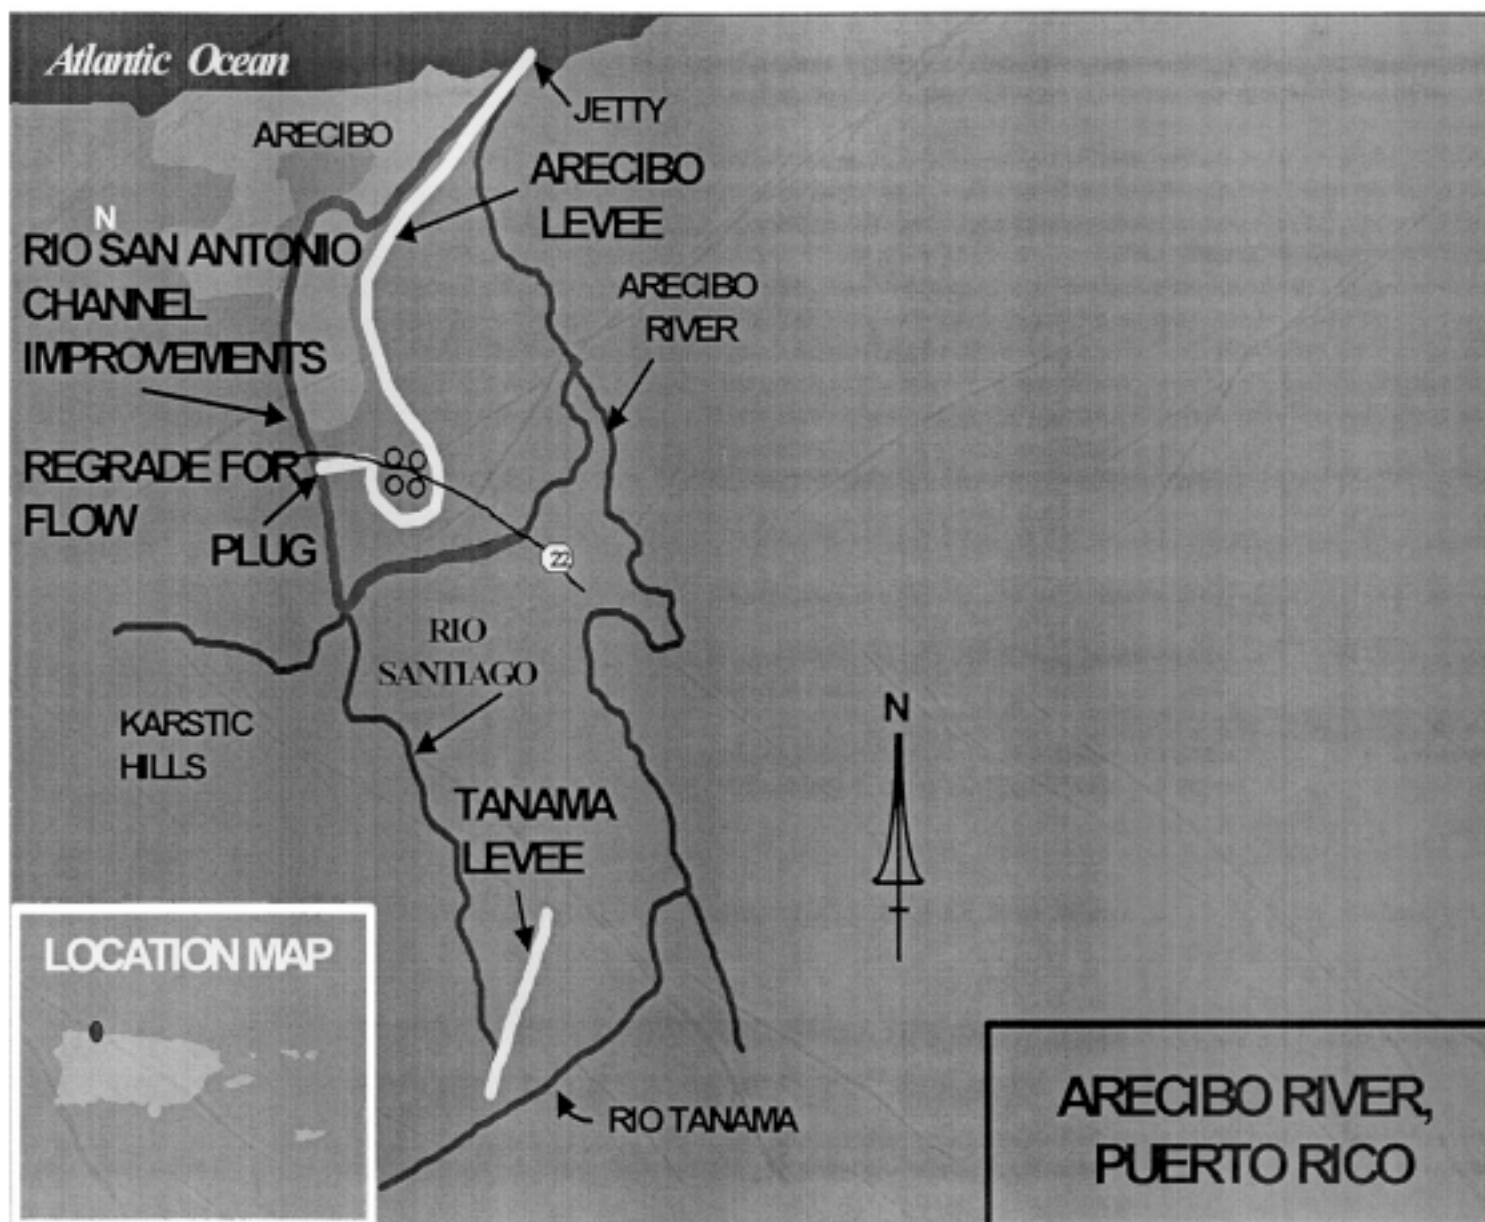 Atlantic Ocean
JETTY
ARECIBO
ARECIBO
LEVEE
N
RIO SAN ANTONIO
CHANNEL
IMPROVEMENTS
ARECIBO
RIVER
REGRADE FOR
FLOW
PLUG
22
RIO
SANTIAGO
KARSTIC
HILLS
N
TANAMA
LEVEE
LOCATION MAP
RIO TANAMA
ARECIBO RIVER,
PUERTO RICO